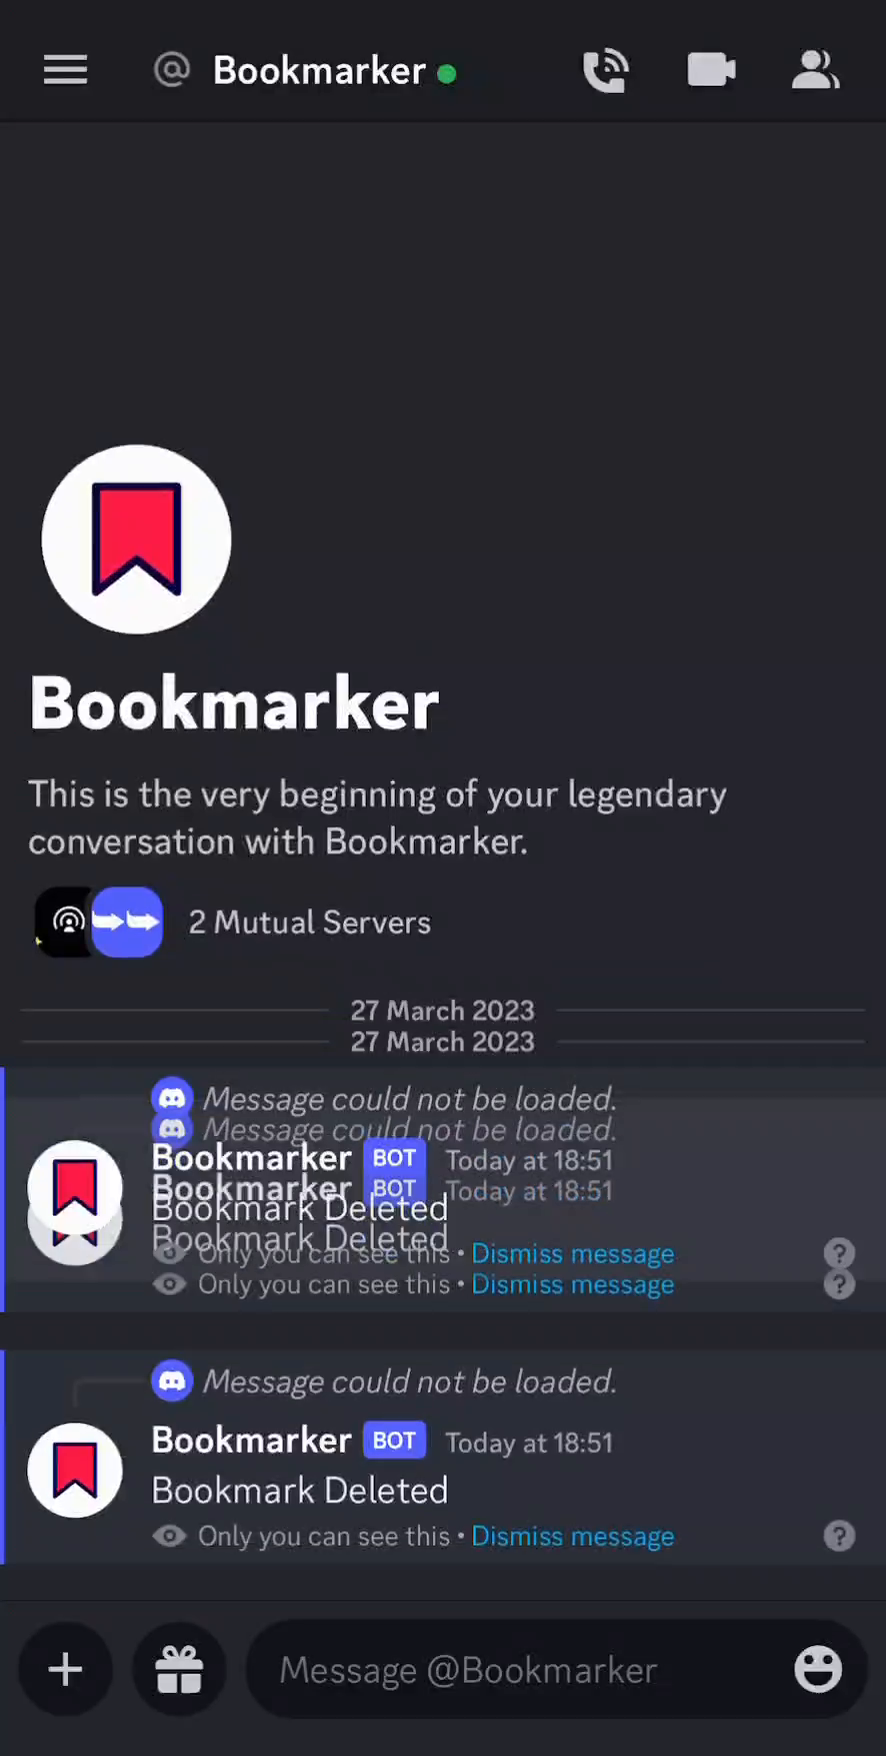 @ Bookmarker
Bookmarker
This is the very beginning of your legendary
conversation with Bookmarker.
2 Mutual Servers
27 March 2023
27 March 2023
Message could not be loaded.
Message could not be loaded.
Bookmarker BOT Today at 18:51
Bookmarker BOT Today at 18:51
Bookmark Deleted
Bookmark Deleted
Only you can see this • Dismiss message ?
Only you can see this • Dismiss message ?
Message could not be loaded.
Bookmarker BOT Today at 18:51
Bookmark Deleted
Only you can see this • Dismiss message ?
Message @Bookmarker